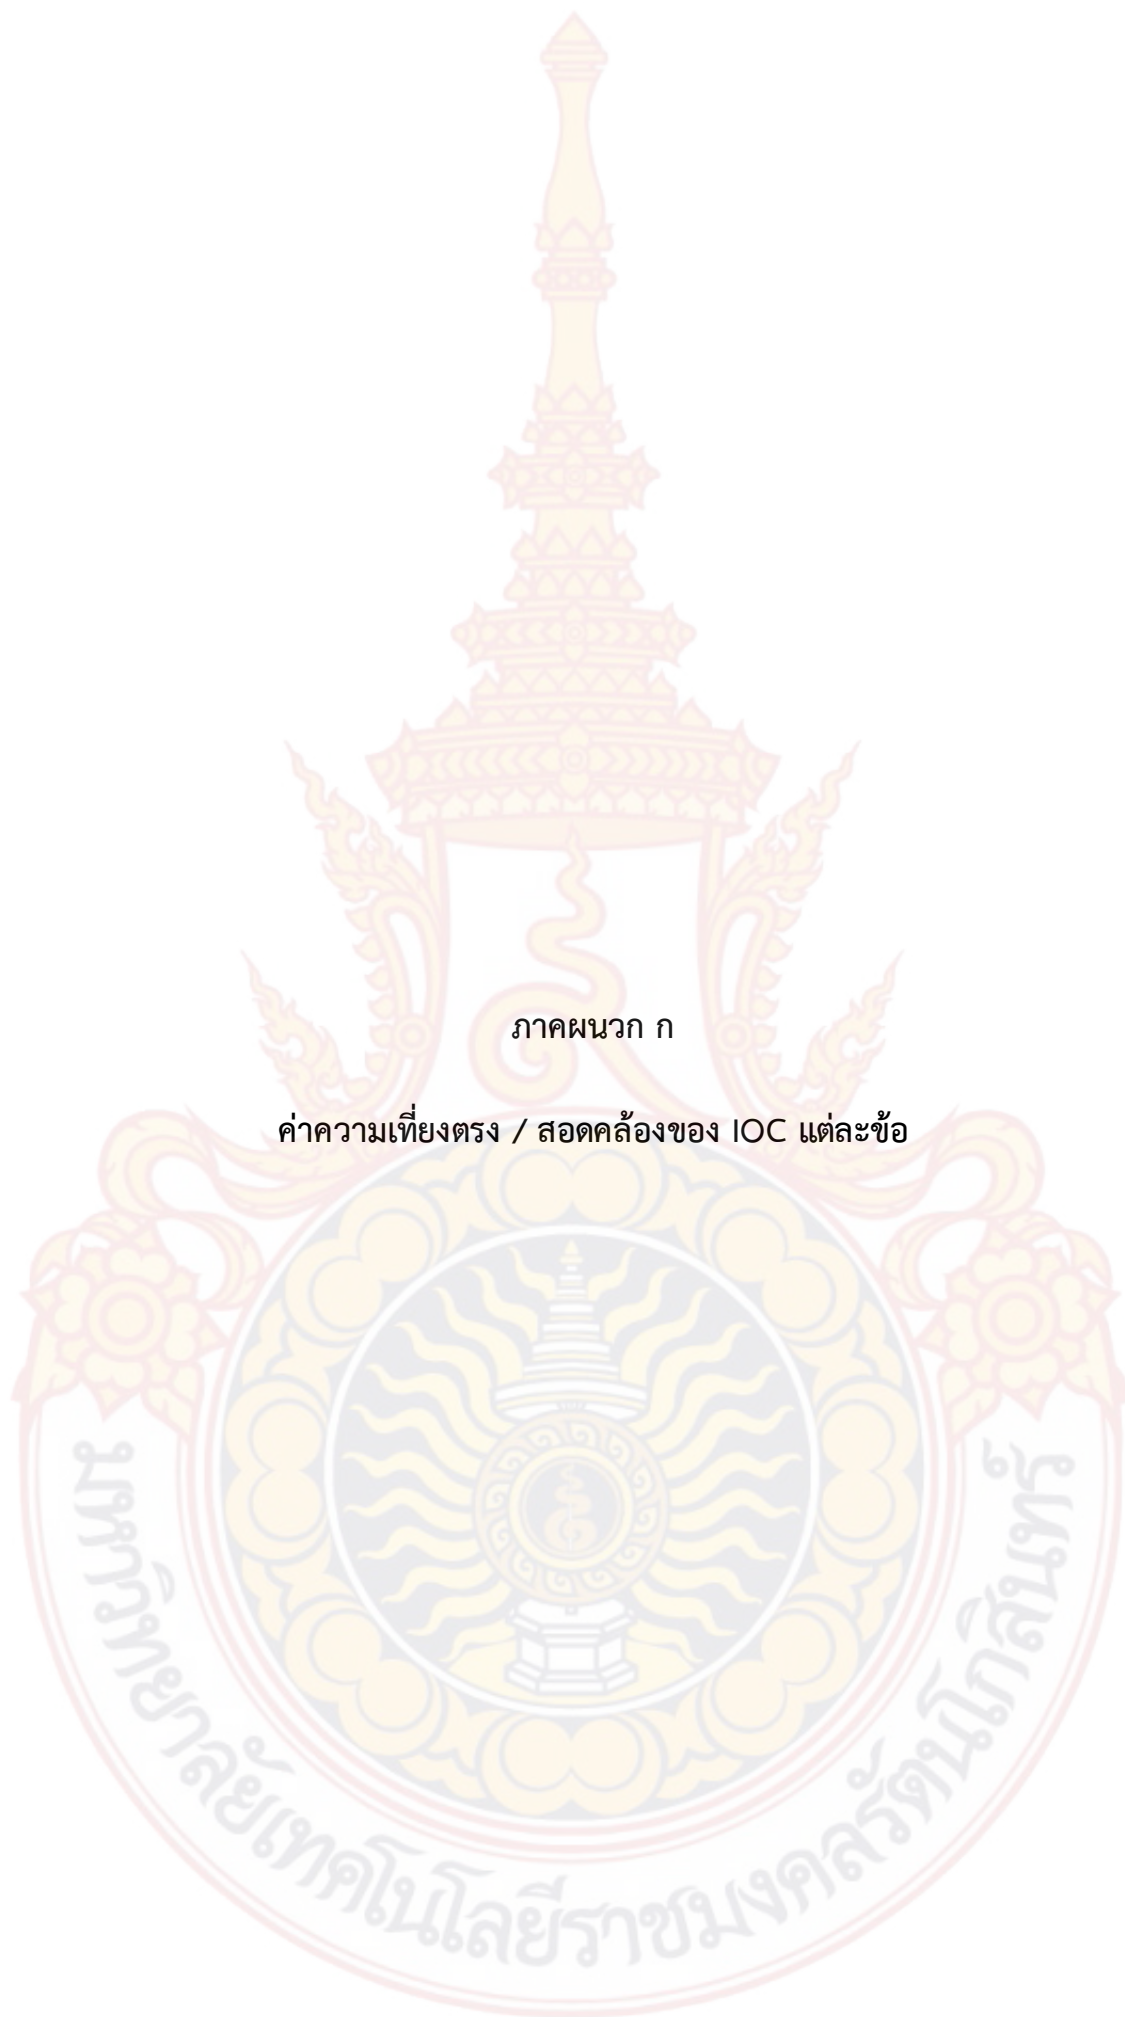 ภาคผนวก ก
ค่าความเที่ยงตรง / สอดคล้องของ IOC แต่ละข้อ
มหาวิทยาลัยเทคโนโลยีราชมงคลรัตนโกสินทร์